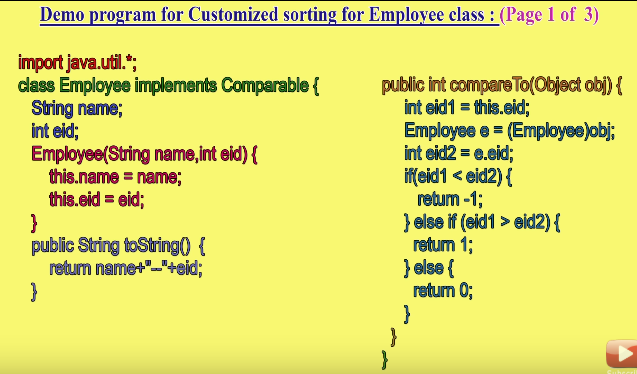 Demo program for Customized sorting for Employee class : (Page 1 of 3)
import java.util.*;
class Employee implements Comparable {
String name;
int eid;
Employee(String name,int eid) {
this.name = name;
this.eid = eid;
}
public String toString() {
return name+"--"+eid;
}
public int compareTo(Object obj) {
int eid1 = this.eid;
Employee e = (Employee)obj;
int eid2 = e.eid;
if(eid1 < eid2) {
return -1;
} else if (eid1 > eid2) {
return 1;
} else {
return 0;
}
}
}